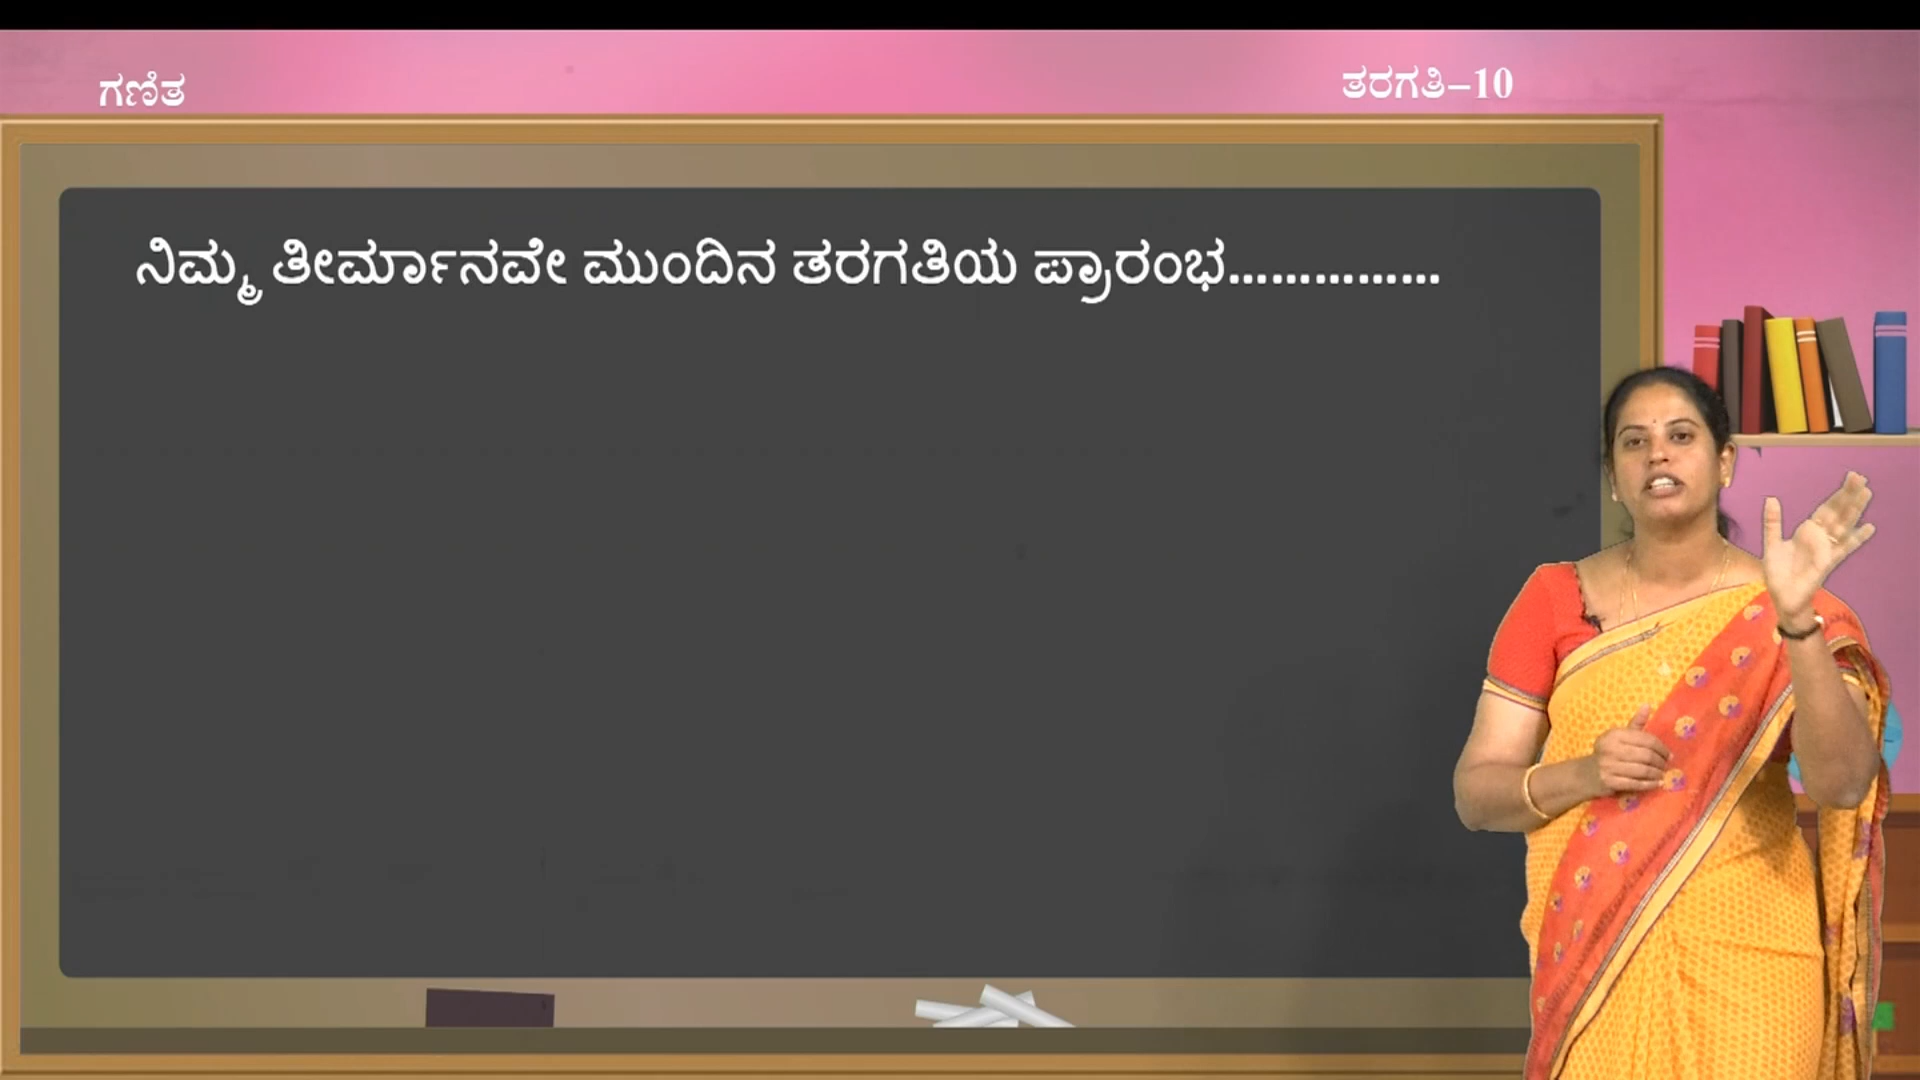 ಗಣಿತ
ತರಗತಿ–10
ನಿಮ್ಮ ತೀರ್ಮಾನವೇ ಮುಂದಿನ ತರಗತಿಯ ಪ್ರಾರಂಭ...............